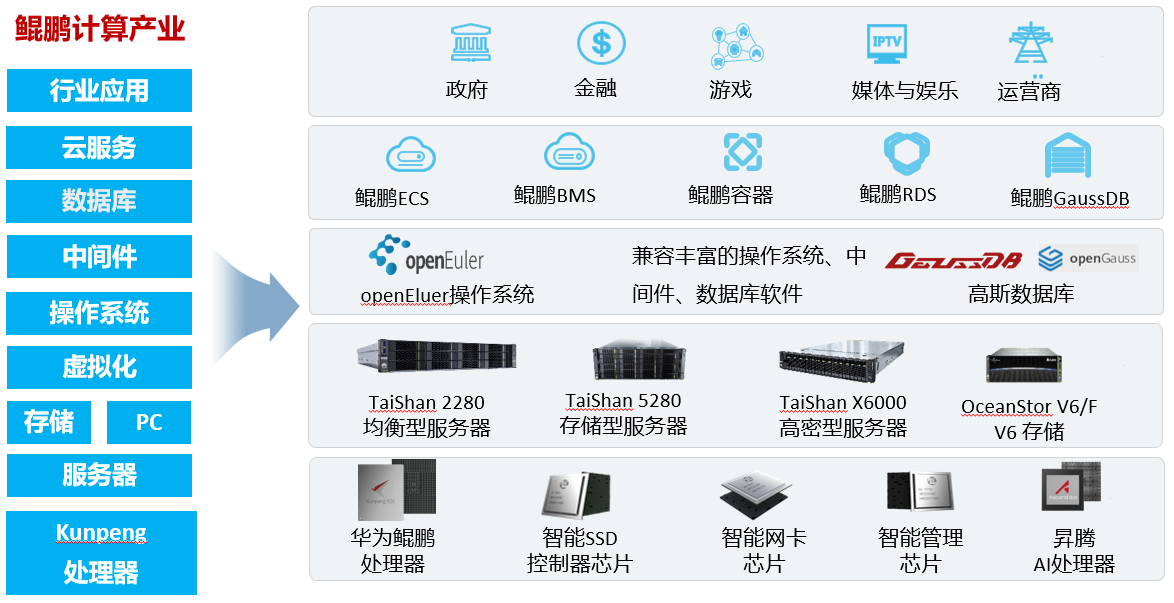 鲲鹏计算产业
行业应用
云服务
数据库
中间件
操作系统
虚拟化
存储
PC
服务器
Kunpeng
处理器
IPTV
政府
金融
游戏
媒体与娱乐
运营商
鲲鹏ECS
鲲鹏BMS
鲲鹏容器
鲲鹏RDS
鲲鹏GaussDB
openEuler
openEluer操作系统
兼容丰富的操作系统、中
间件、数据库软件
GaussDB
openGauss
高斯数据库
TaiShan 2280
均衡型服务器
TaiShan 5280
存储型服务器
TaiShan X6000
高密型服务器
OceanStor V6/F
V6 存储
华为鲲鹏
处理器
智能SSD
控制器芯片
智能网卡
芯片
智能管理
芯片
昇腾
AI处理器